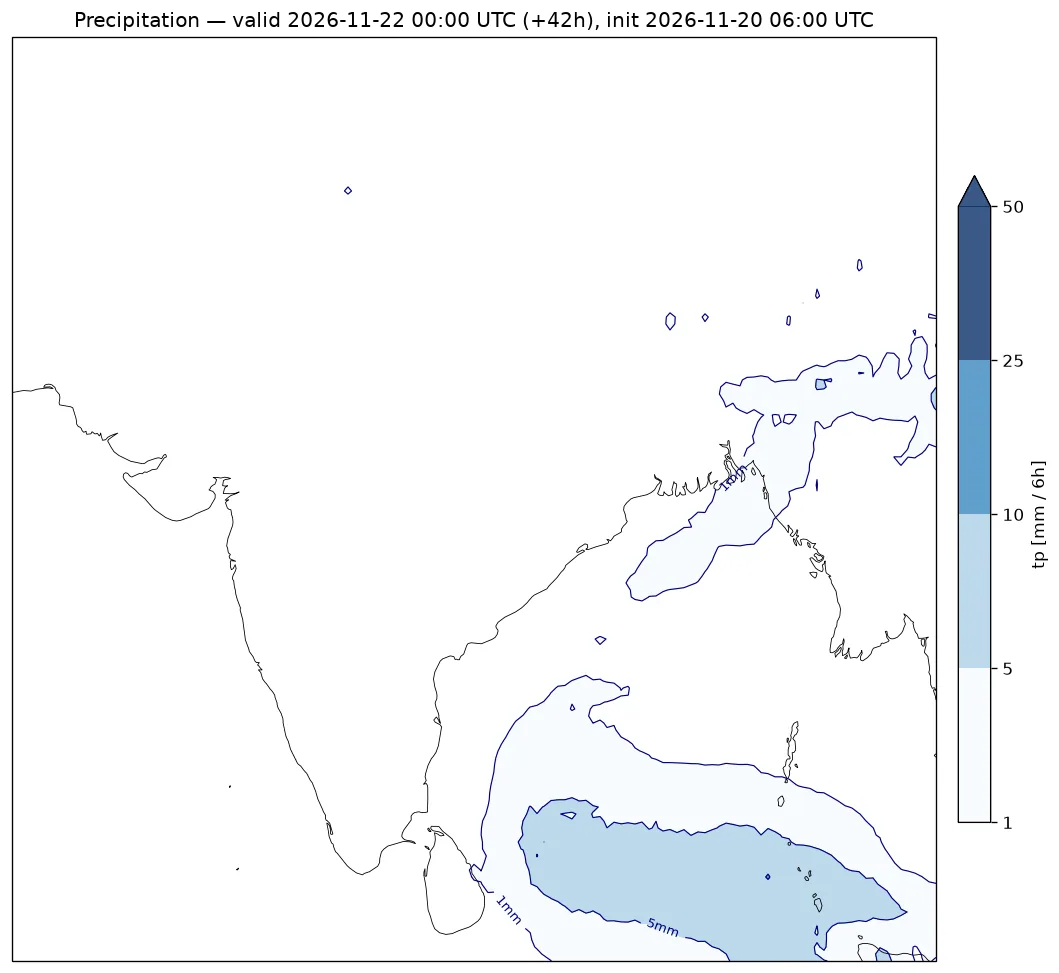 Precipitation — valid 2026-11-22 00:00 UTC (+42h), init 2026-11-20 06:00 UTC
50
25
10
5
1
tp [mm / 6h]
1mm
1mm
5mm